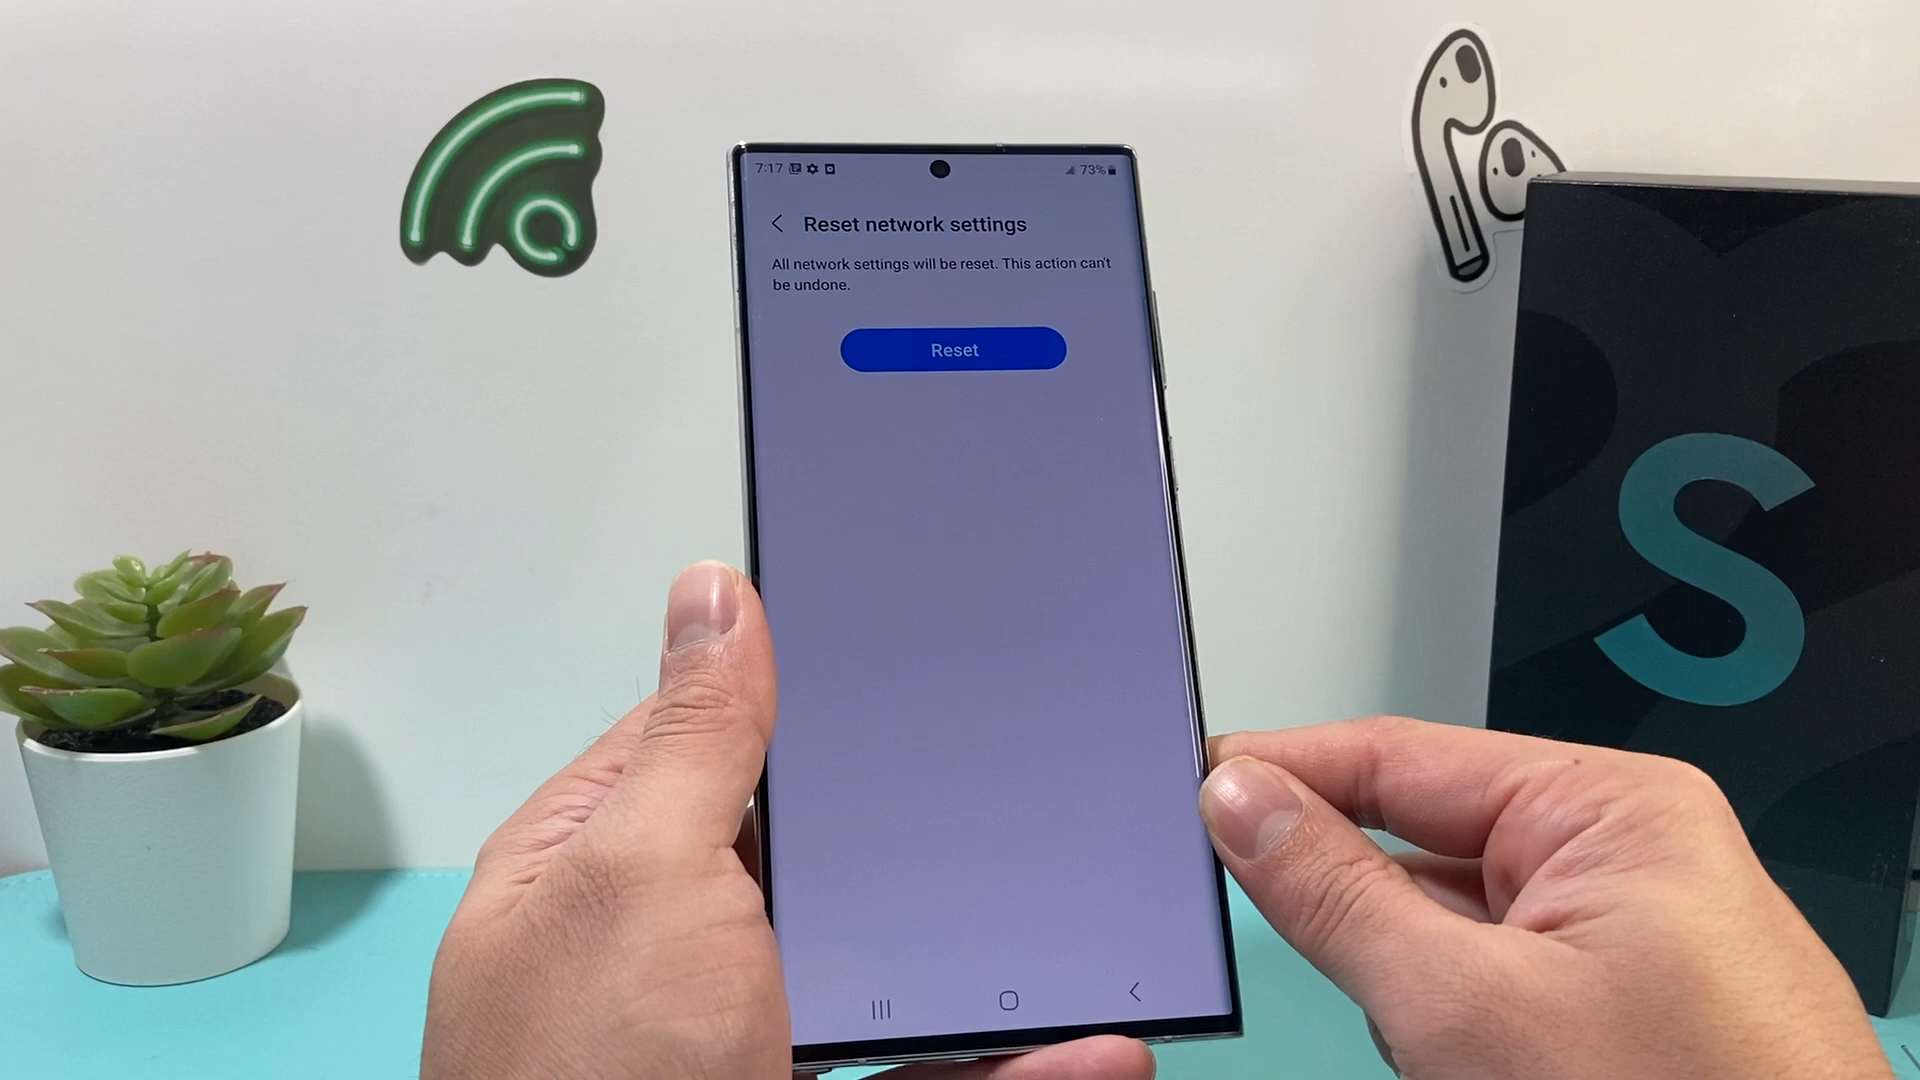 7:17 73%
Reset network settings
All network settings will be reset. This action can't
be undone.
Reset
S